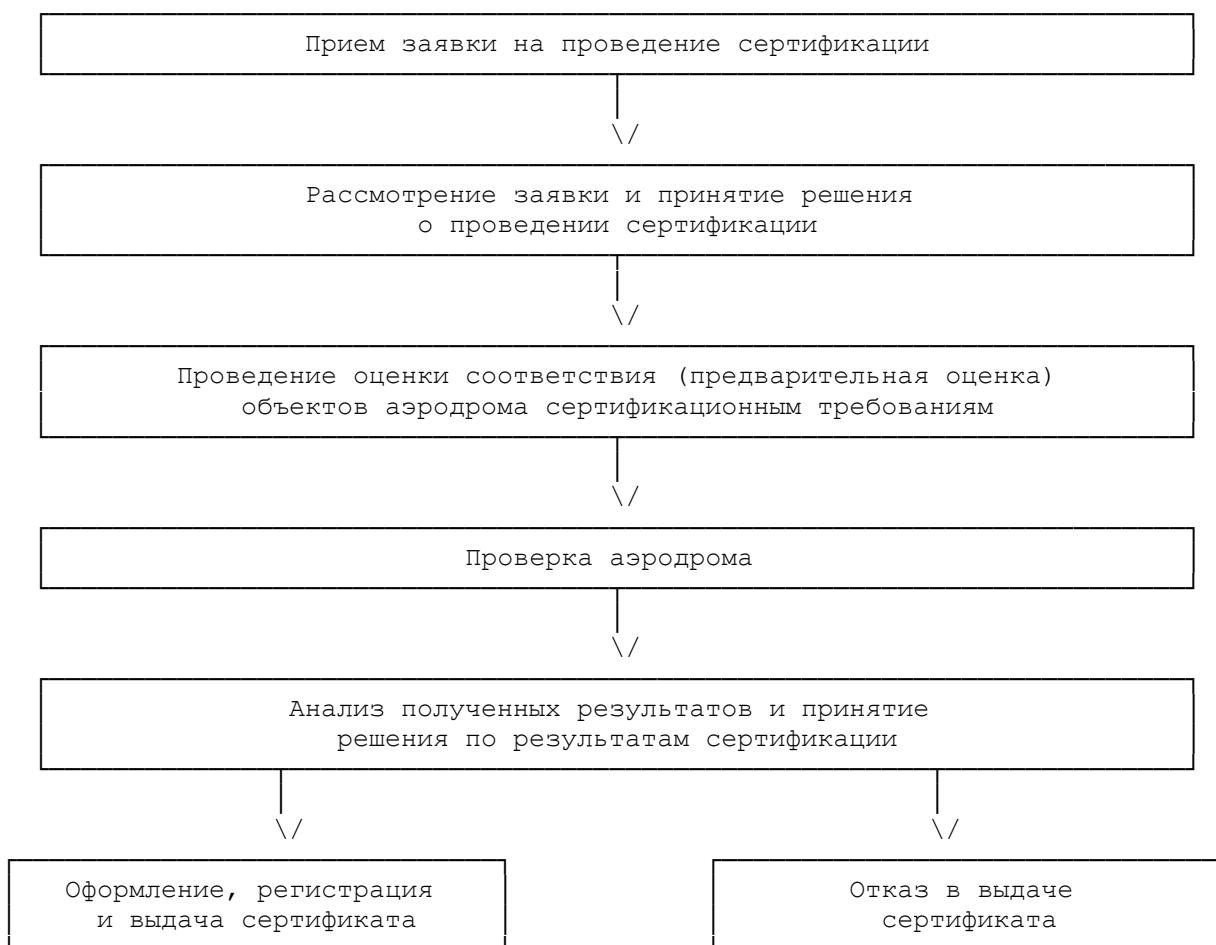 Прием заявки на проведение сертификации
Рассмотрение заявки и принятие решения
о проведении сертификации
Проведение оценки соответствия (предварительная оценка)
объектов аэродрома сертификационным требованиям
Проверка аэродрома
Анализ полученных результатов и принятие
решения по результатам сертификации
Оформление, регистрация
и выдача сертификата
Отказ в выдаче
сертификата